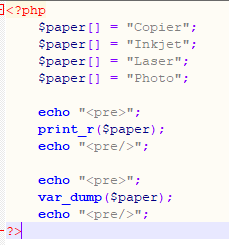 <?php
$paper[] = "Copier";
$paper[] = "Inkjet";
$paper[] = "Laser";
$paper[] = "Photo";
echo "<pre>";
print_r($paper);
echo "<pre/>";
echo "<pre>";
var_dump($paper);
echo "<pre/>";
?>